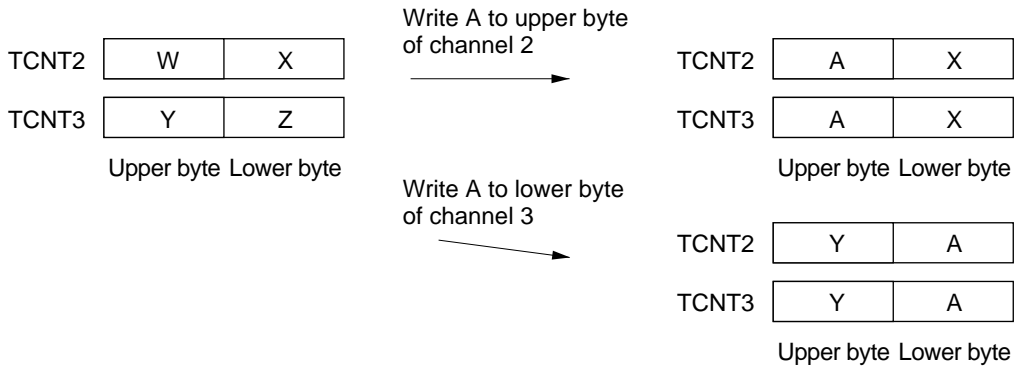 Write A to upper byte
of channel 2
TCNT2 W X
TCNT3 Y Z
Upper byte Lower byte
TCNT2 A X
TCNT3 A X
Upper byte Lower byte
Write A to lower byte
of channel 3
TCNT2 Y A
TCNT3 Y A
Upper byte Lower byte